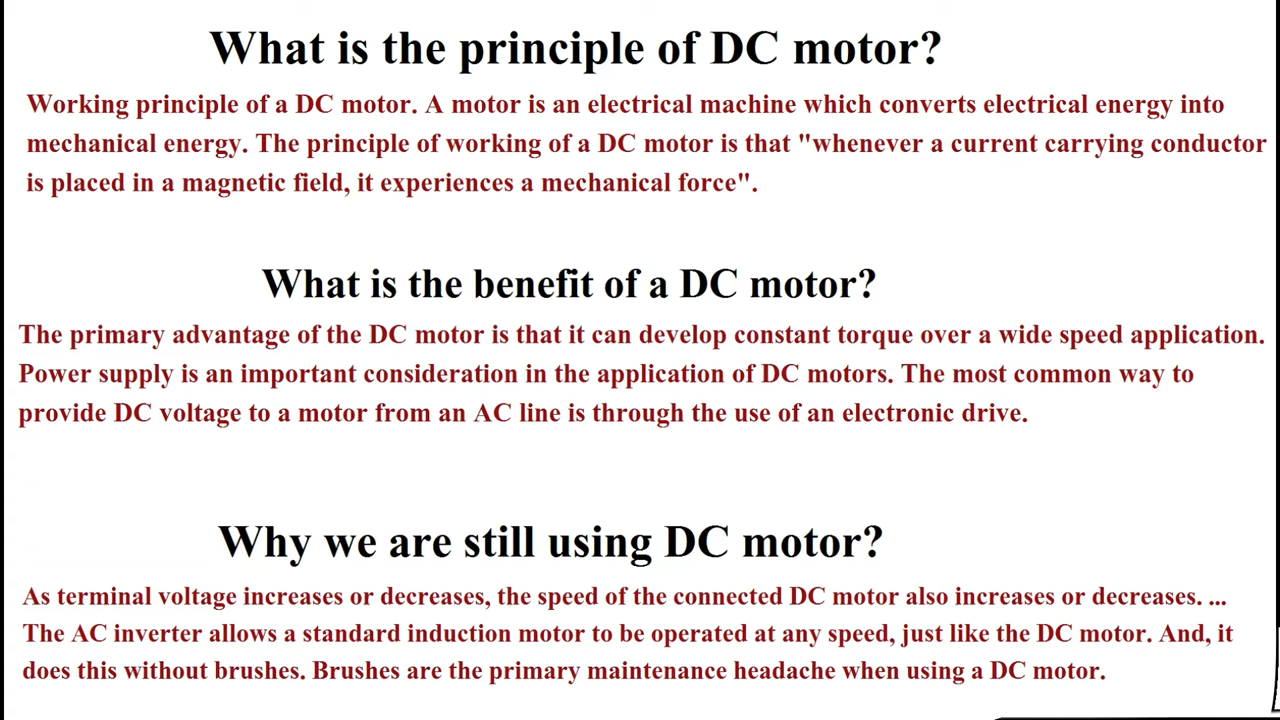 What is the principle of DC motor?
Working principle of a DC motor. A motor is an electrical machine which converts electrical energy into
mechanical energy. The principle of working of a DC motor is that "whenever a current carrying conductor
is placed in a magnetic field, it experiences a mechanical force".
What is the benefit of a DC motor?
The primary advantage of the DC motor is that it can develop constant torque over a wide speed application.
Power supply is an important consideration in the application of DC motors. The most common way to
provide DC voltage to a motor from an AC line is through the use of an electronic drive.
Why we are still using DC motor?
As terminal voltage increases or decreases, the speed of the connected DC motor also increases or decreases. ...
The AC inverter allows a standard induction motor to be operated at any speed, just like the DC motor. And, it
does this without brushes. Brushes are the primary maintenance headache when using a DC motor.